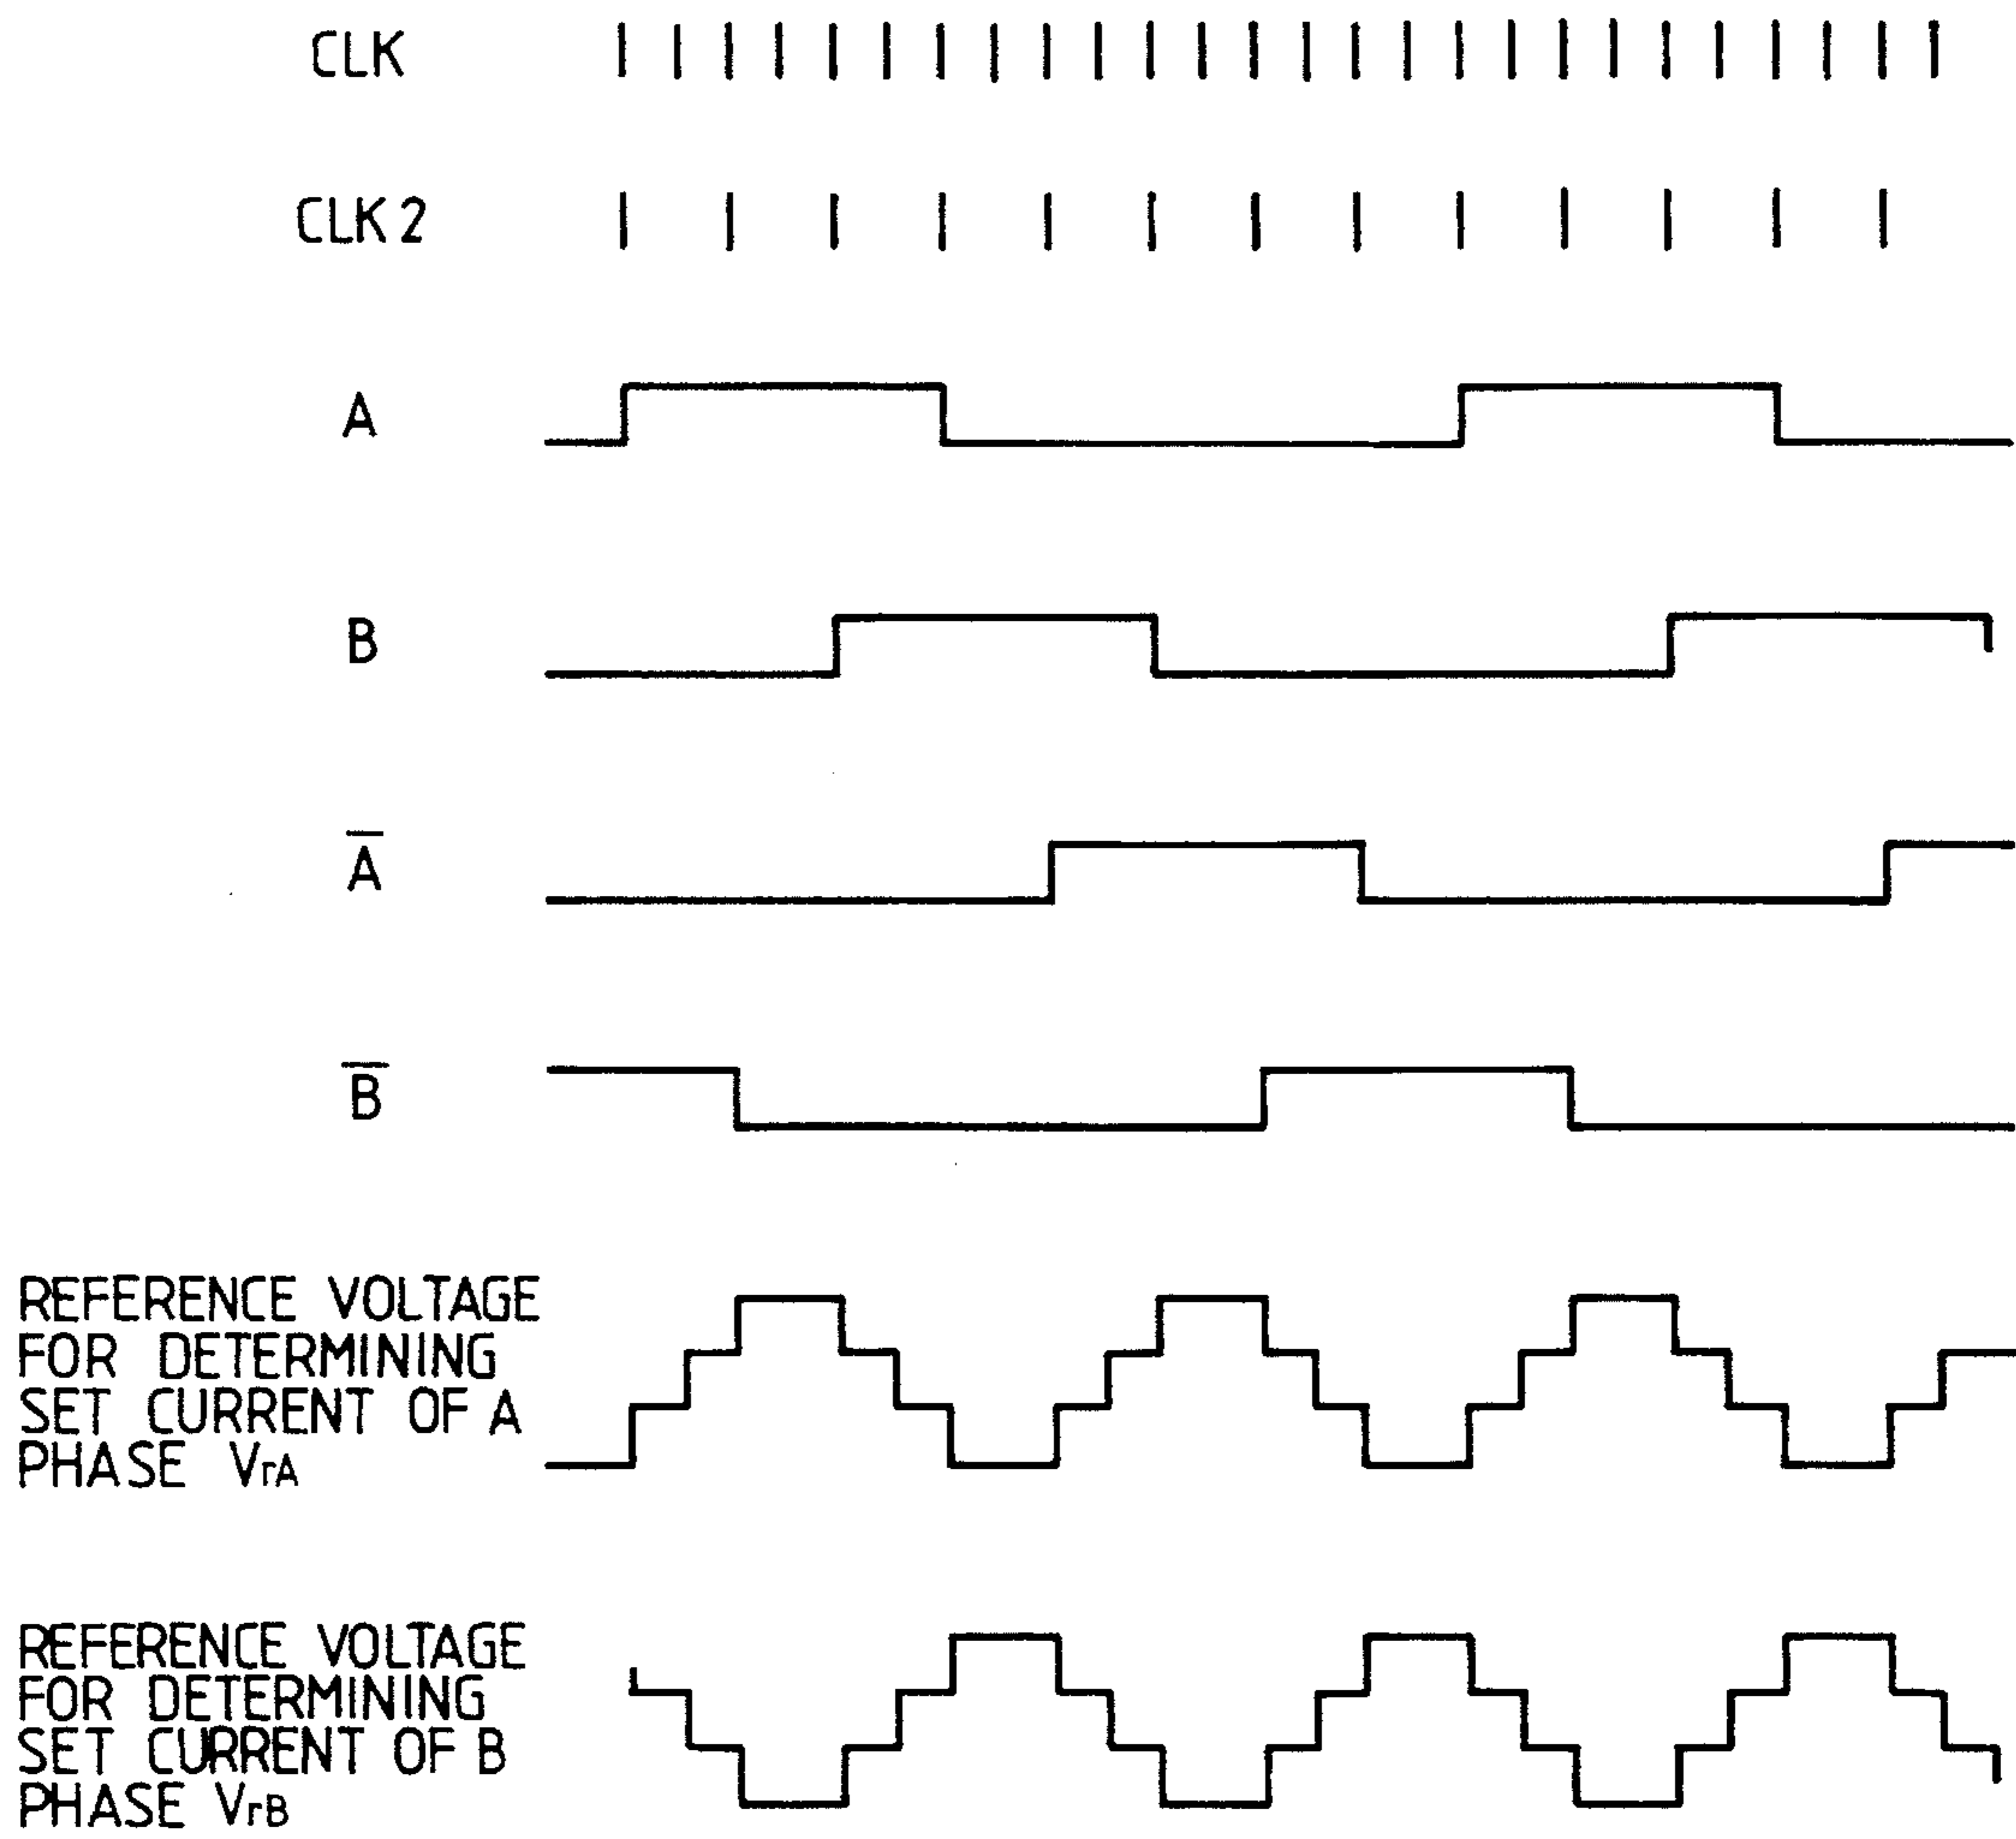 CLK
CLK 2
A
B
A̅
B̅
REFERENCE VOLTAGE
FOR DETERMINING
SET CURRENT OF A
PHASE VrA
REFERENCE VOLTAGE
FOR DETERMINING
SET CURRENT OF B
PHASE VrB